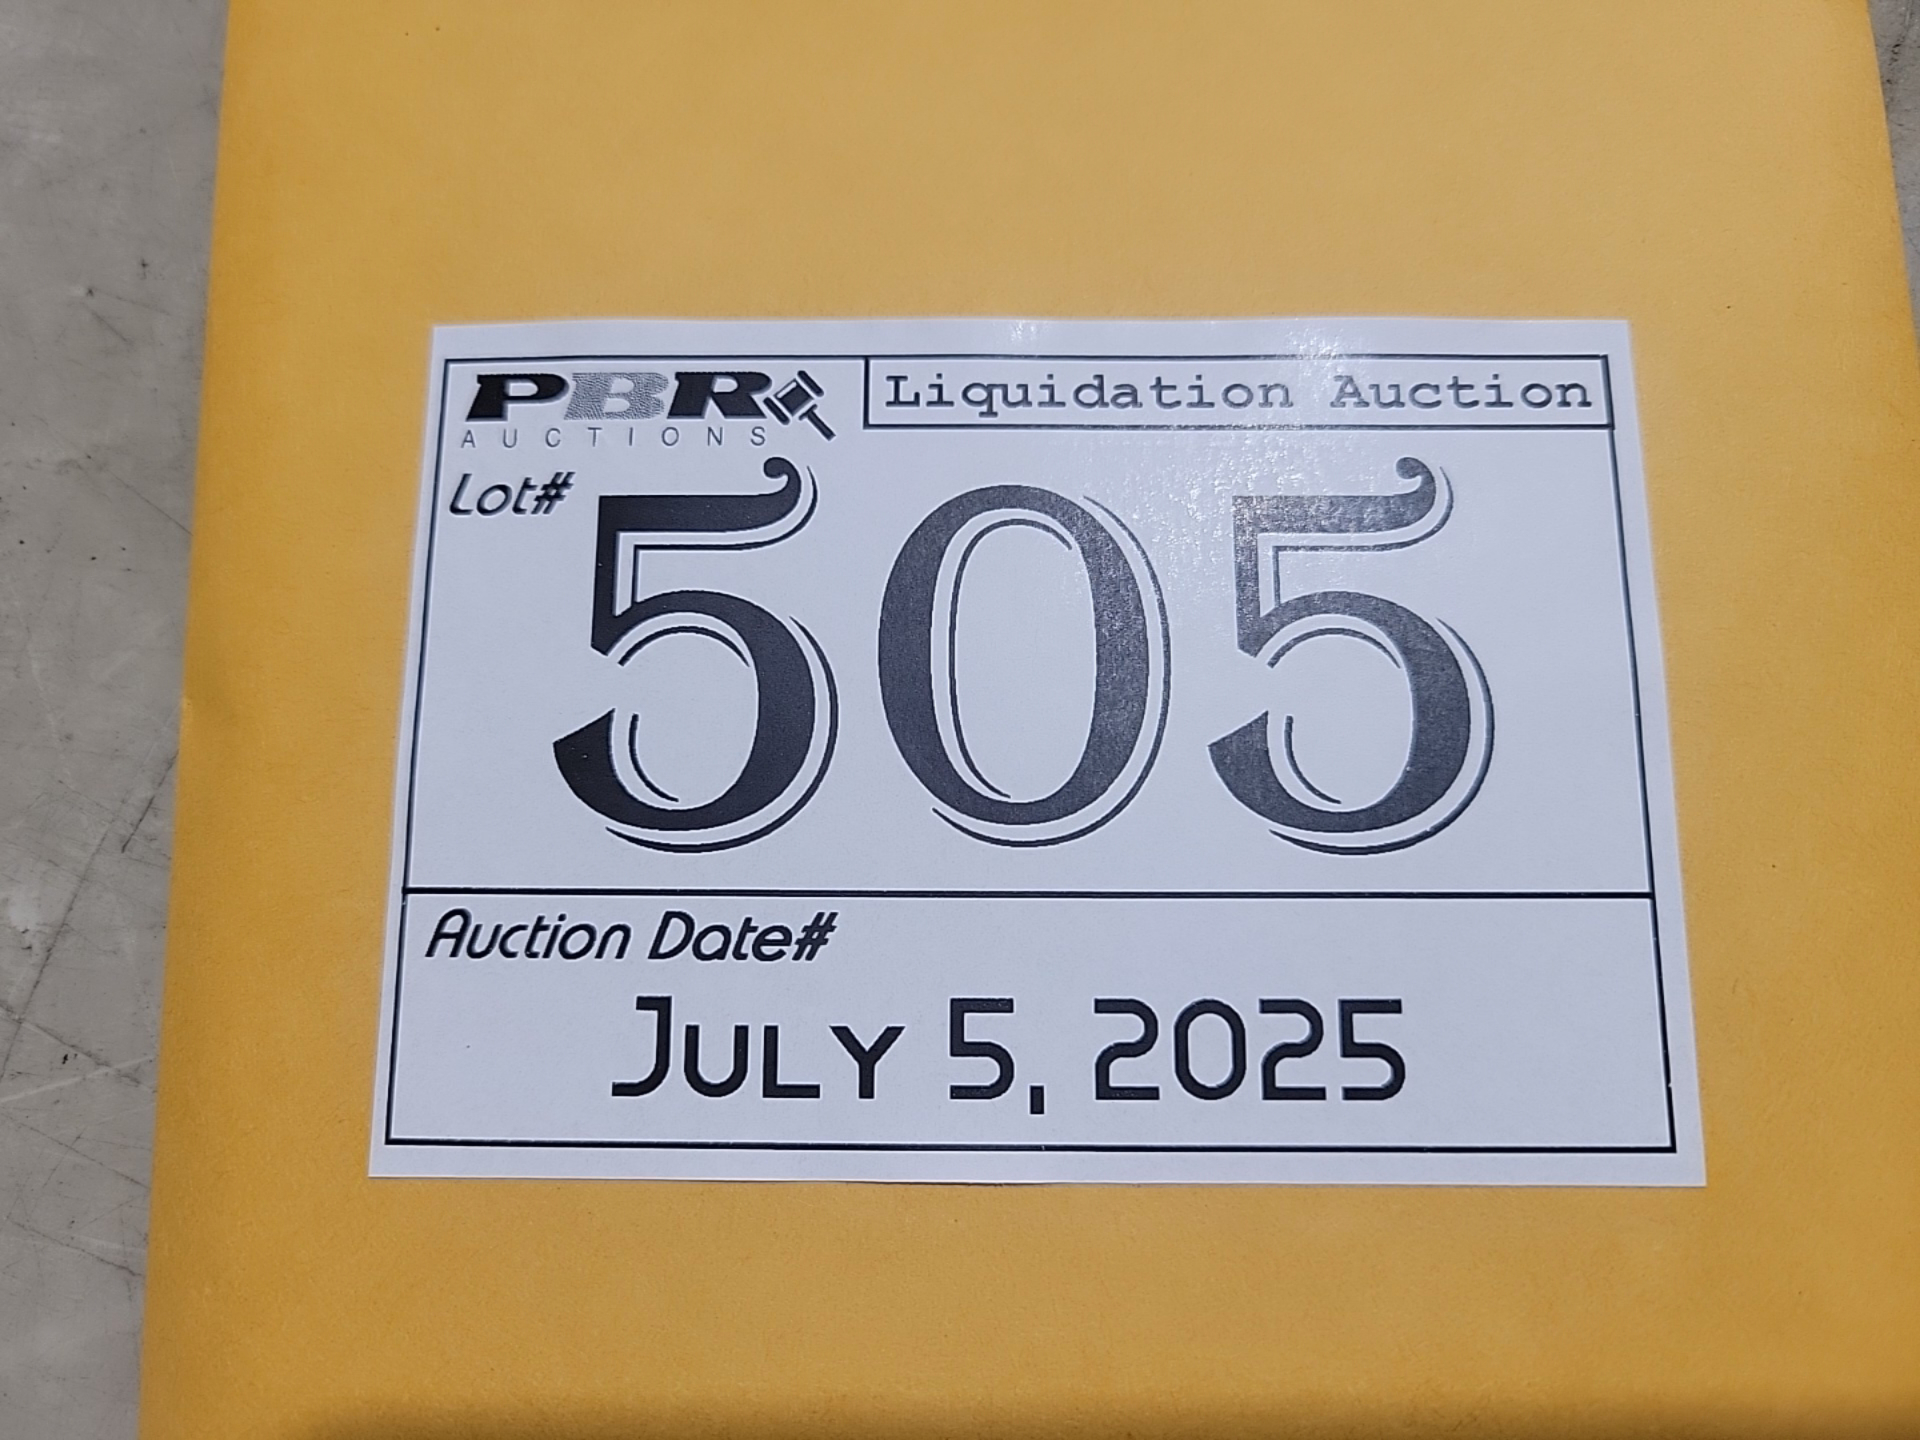 PBR
AUCTIONS
Liquidation Auction
Lot#
505
Auction Date#
July 5, 2025